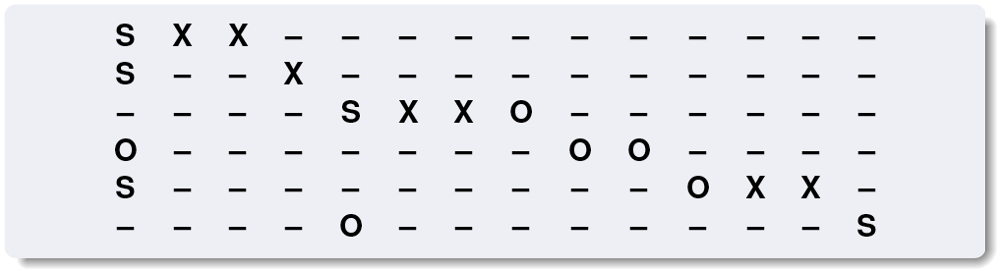 S X X – – – – – – – – – – –
S – – X – – – – – – – – – –
– – – – S X X O – – – – – –
O – – – – – – – O O – – – –
S – – – – – – – – – O X X –
– – – – O – – – – – – – – S